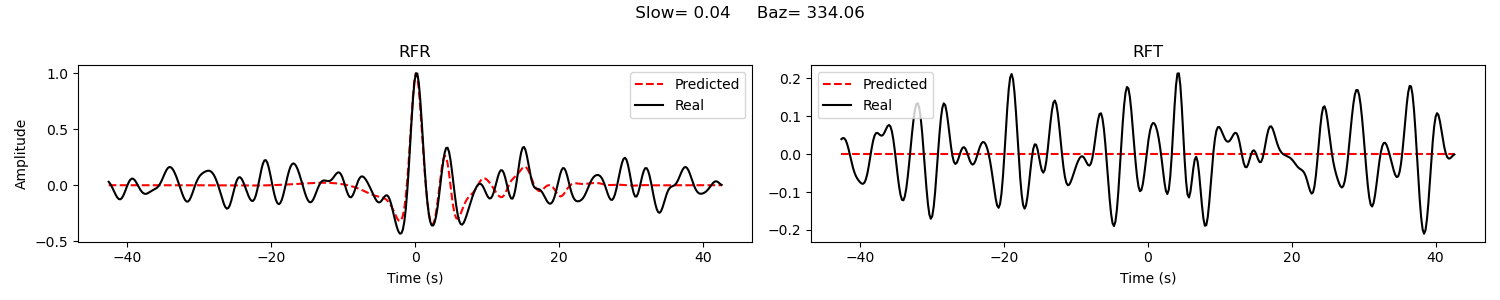 Slow= 0.04 Baz= 334.06
RFR
Amplitude
1.0
0.5
0.0
−0.5
−40
−20
0
20
40
Time (s)
Predicted
Real
RFT
0.2
0.1
0.0
−0.1
−0.2
−40
−20
0
20
40
Time (s)
Predicted
Real